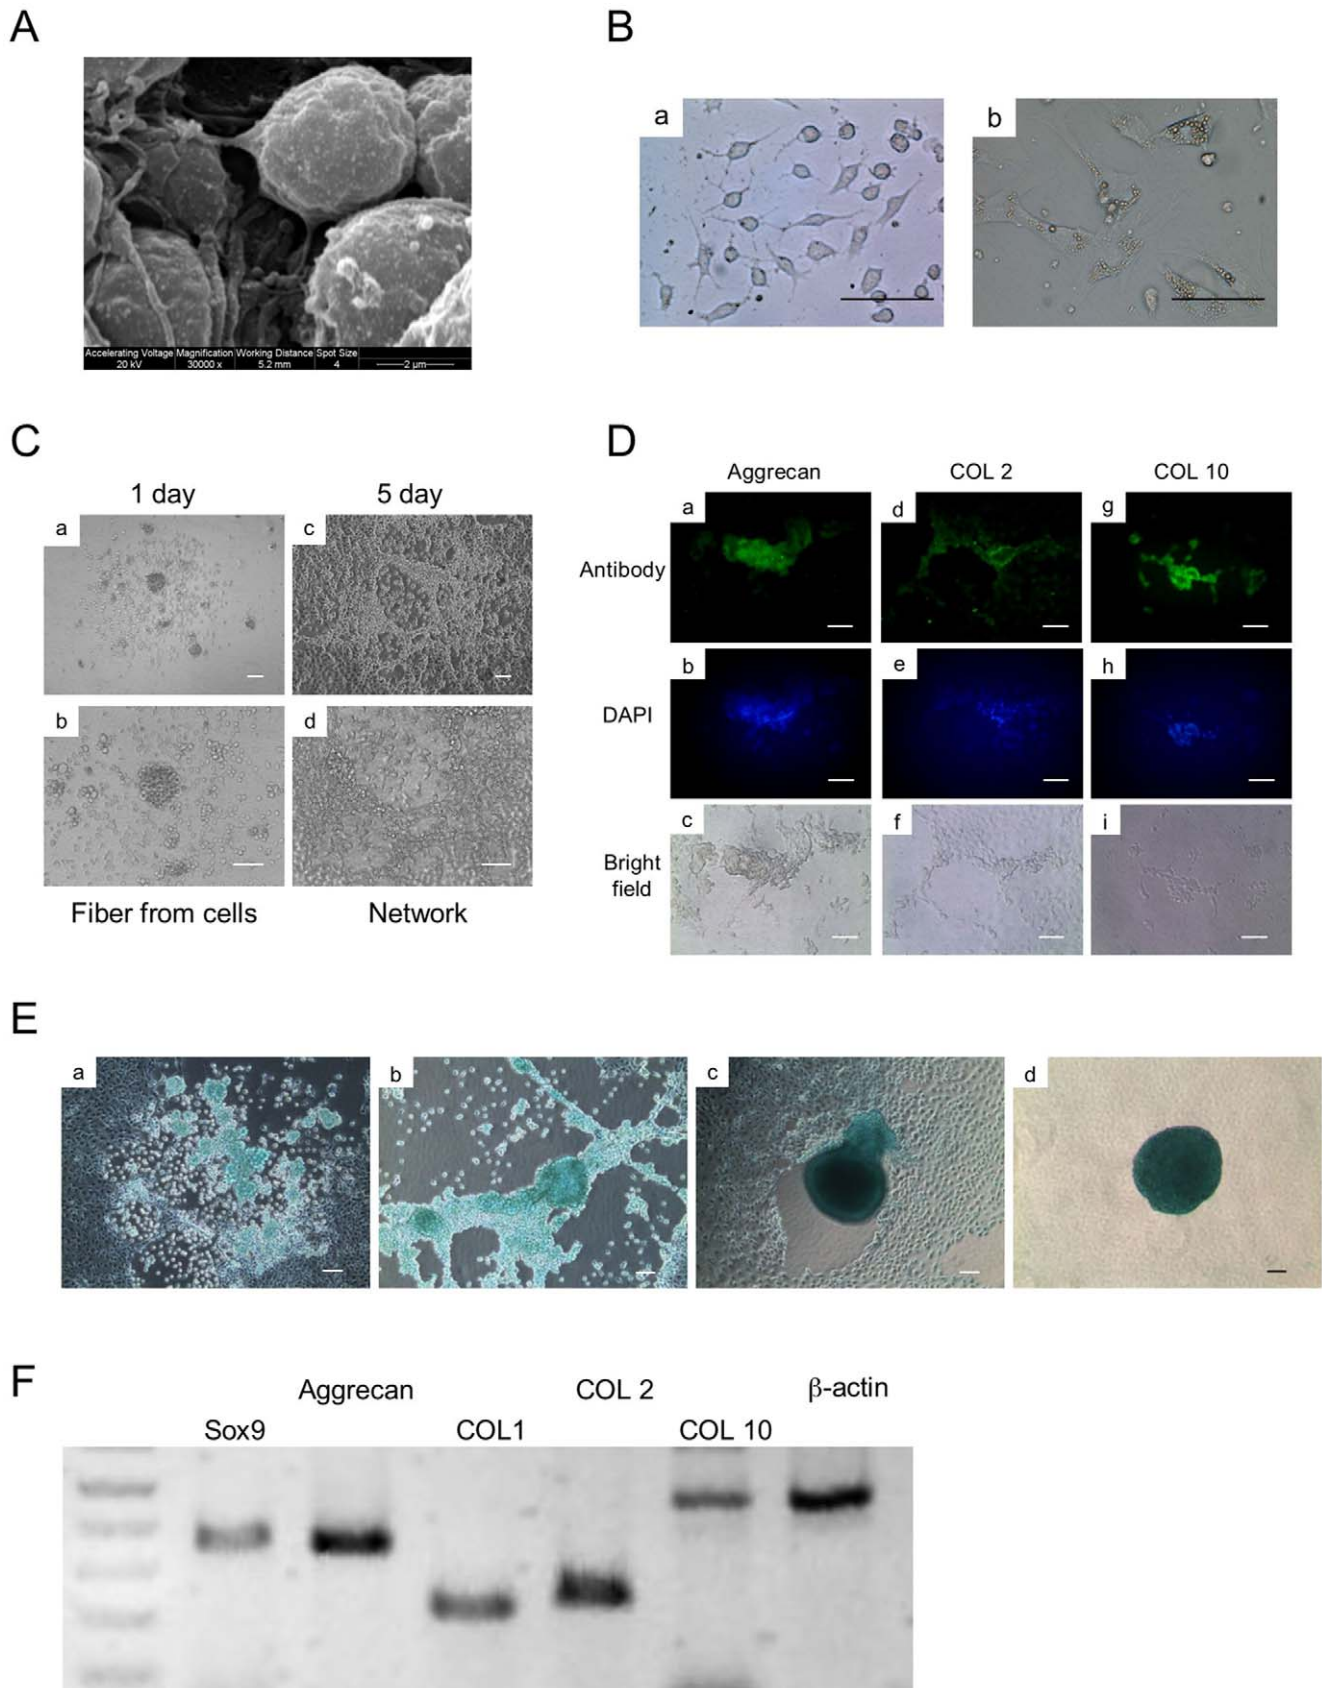 A
Accelerating Voltage Magnification Working Distance Spot Size
20 kV 30000 x 5.2 mm 4 2 µm
B
a b
C
1 day 5 day
a c
b d
Fiber from cells Network
D
Aggrecan COL 2 COL 10
a d g
Antibody
b e h
DAPI
c f i
Bright
field
E
a b c d
F
Aggrecan COL 2 β-actin
Sox9 COL1 COL 10